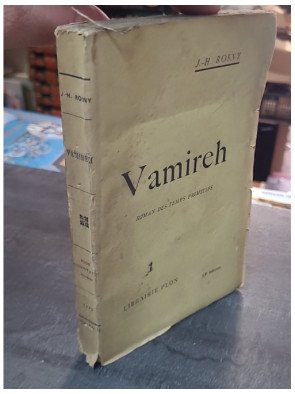 J.-H. ROSNY
Vamireh
ROMAN DES TEMPS PRIMITIFS
LIBRAIRIE PLON
J.-H. ROSNY
VAMIREH